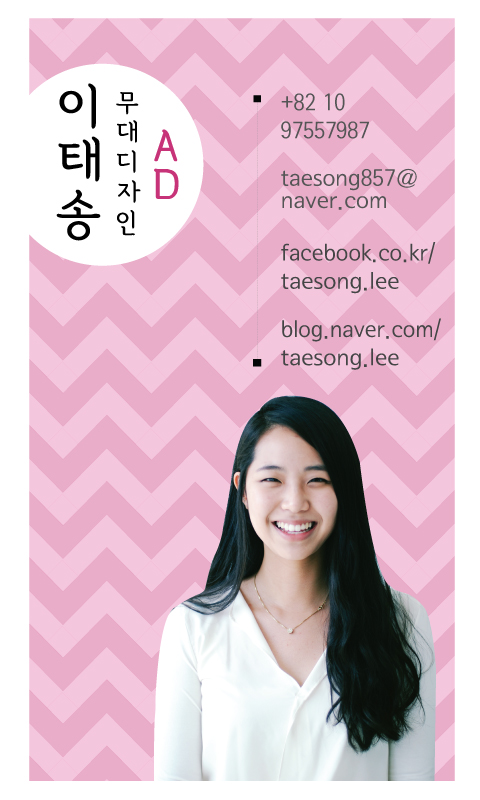 이태송
무대디자인
AD
+82 10
97557987
taesong857@
naver.com
facebook.co.kr/
taesong.lee
blog.naver.com/
taesong.lee